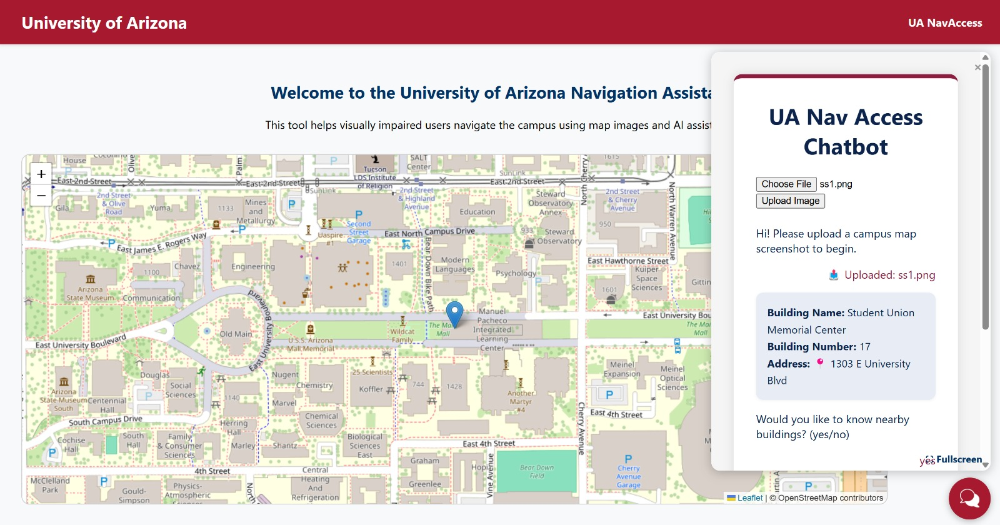 University of Arizona
UA NavAccess
Welcome to the University of Arizona Navigation Assista
This tool helps visually impaired users navigate the campus using map images and AI assist
+
−
House
Olive
Palm
Tucson
LDS Institute
of Religion
SALT
Center
1615
North Cherry
East 2nd Street
East 2nd Street
East 2nd Street
SunLink
SunLink
2nd Street
& Olive
Road
2nd Street
& Highland
Avenue
2nd Street
& Cherry
Avenue
North Warren Avenue
Gila
Yuma
1133
Mines
and
Metallurgy
P
P
Second
Street
Garage
Education
Steward
Observatory
Annex
950
Uaspire
#1
East North Campus Drive
933
Steward
Observatory
East James E. Rogers Way
Bear Down Bike Path
East Hawthorne Street
Arizona
State Museum
1100
Chavez
Communication
Engineering
1401
Modern
Languages
Psychology
Kuiper
Space
Sciences
1601
Gittin
Old Main
East University Boulevard
East University Boulevard
U.S.S. Arizona
Mall Memorial
Wildcat
Family
The Mall
Mall
Manuel
Pacheco
Integrated
Learning
Center
East University Bou
The Mai
Mall
Arizona
State Museum
South
Douglas
Social
Sciences
Centennial
Hall
1140
Nugent
Chemistry
Marvel
25 Scientists
Koffler
744
1428
Another
Martyr
#4
Meinel
Expansion
Meinel
Optical
Sciences
P
South Campus Drive
Herring
Hall
Chemical
Sciences
East 4th Street
Cherry Avenue
Cochise
Hall
South
Hall
Family
& Consumer
Sciences
Marley
Shantz
Biological
Sciences
East
East 4th Street
P
Cherry
Avenue
Garage
4th Street
Central
Heating
And
Refrigeration
Graham
Greenlee
Vine Avenue
Bear Down
Field
McClelland
Park
P
Gould-
Simpson
Physics-
Atmospheric
North
P
Leaflet | © OpenStreetMap contributors
×
UA Nav Access
Chatbot
Choose File ss1.png
Upload Image
Hi! Please upload a campus map
screenshot to begin.
Uploaded: ss1.png
Building Name: Student Union
Memorial Center
Building Number: 17
Address: 1303 E University
Blvd
Would you like to know nearby
buildings? (yes/no)
yes
Fullscreen